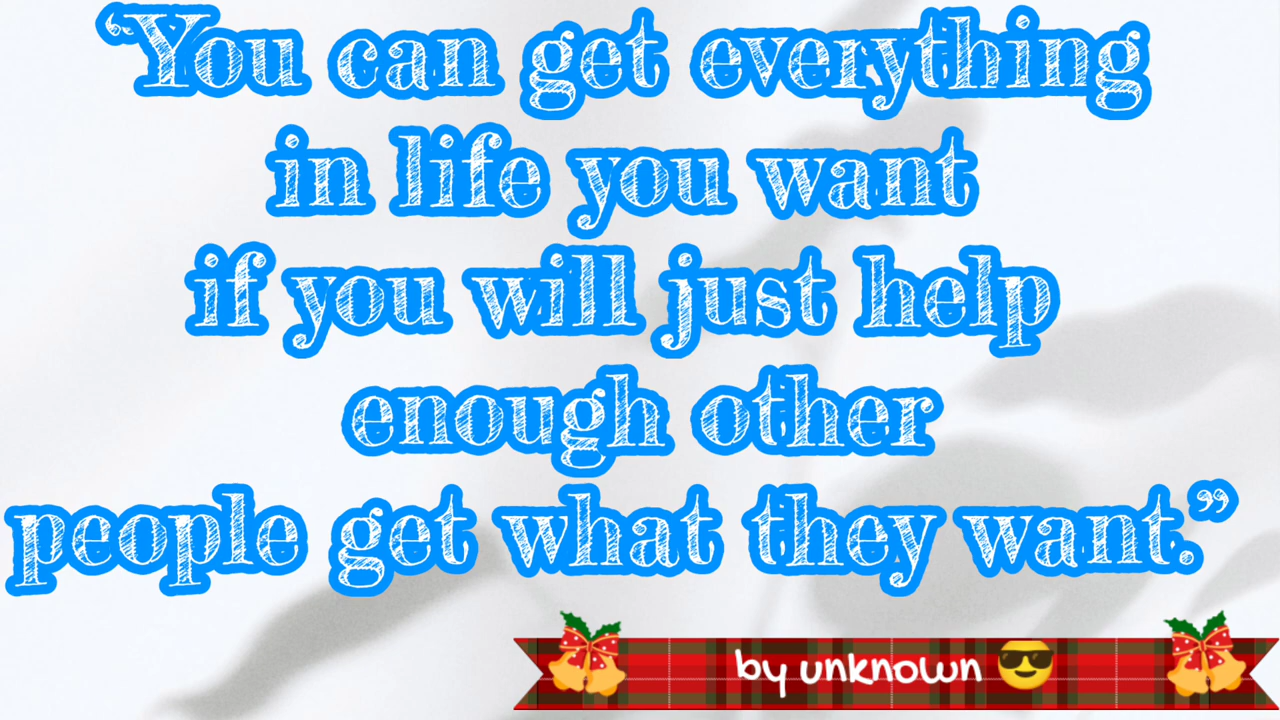 “You can get everything
in life you want
if you will just help
enough other
people get what they want.”
by unknown 😎